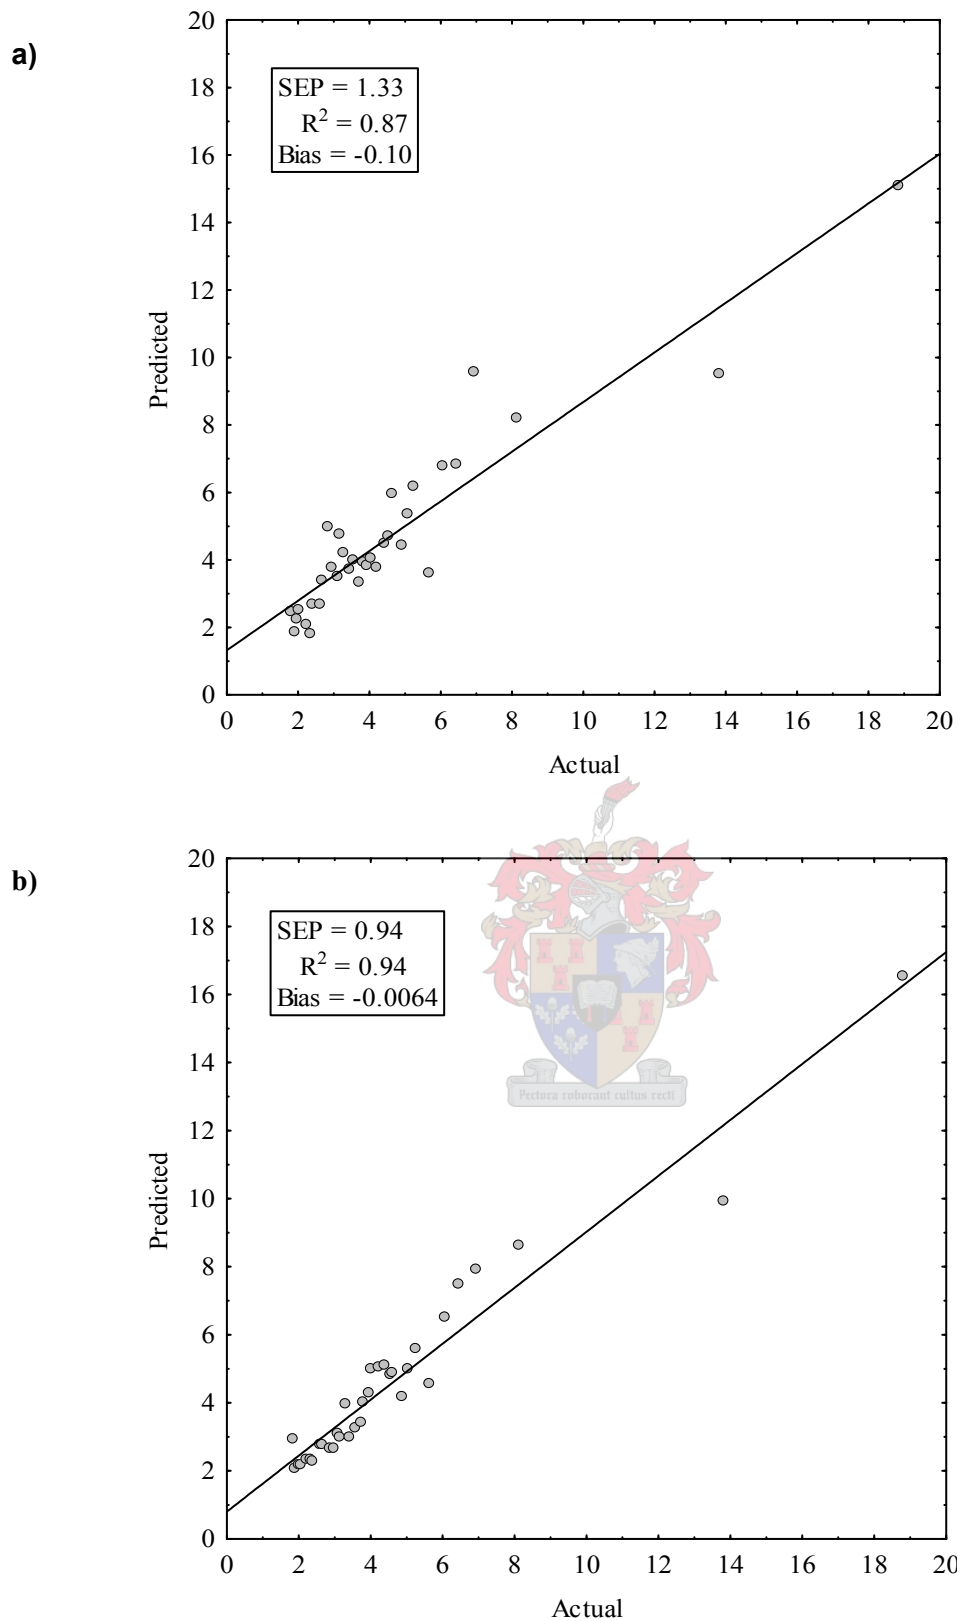 a)
20
18
16
14
12
10
8
6
4
2
0
Predicted
SEP = 1.33
R² = 0.87
Bias = -0.10
0 2 4 6 8 10 12 14 16 18 20
Actual
b)
20
18
16
14
12
10
8
6
4
2
0
Predicted
SEP = 0.94
R² = 0.94
Bias = -0.0064
Pectora roborant cultus recti
0 2 4 6 8 10 12 14 16 18 20
Actual